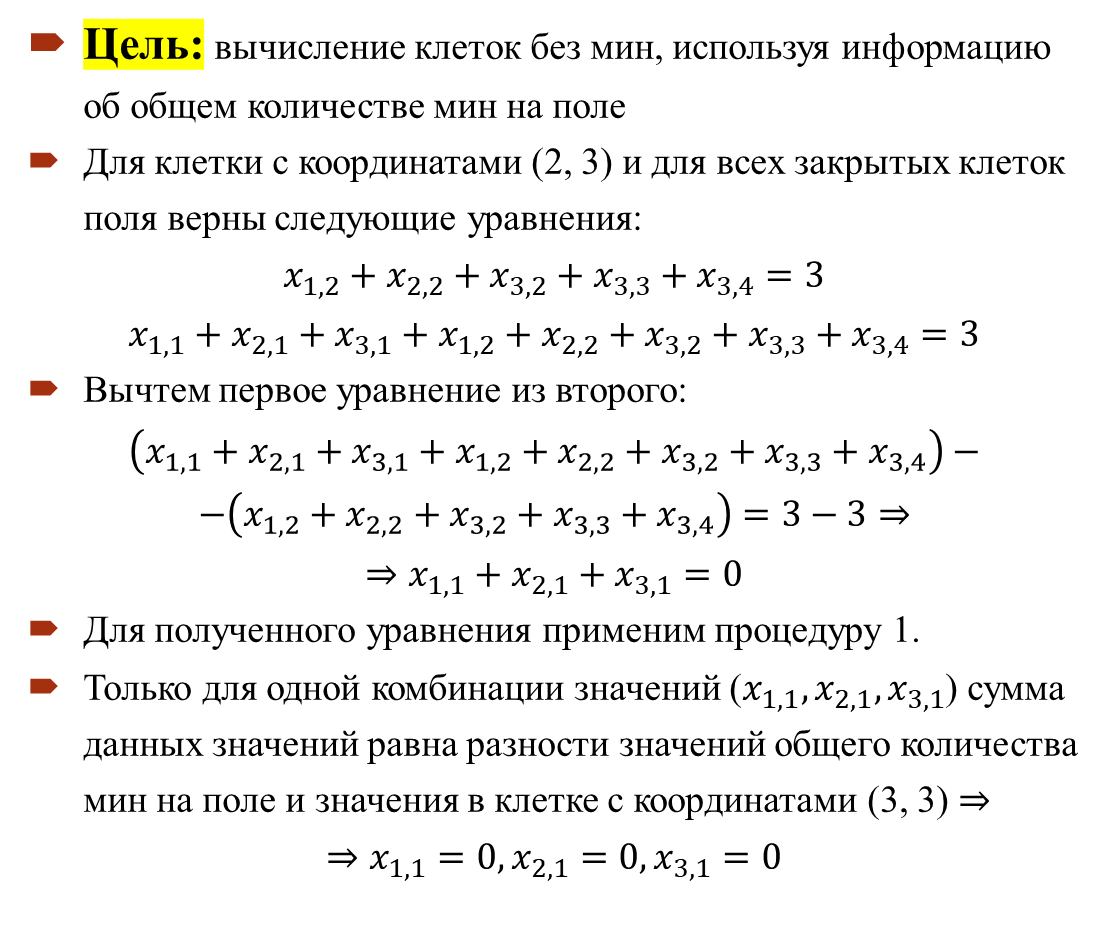 Цель: вычисление клеток без мин, используя информацию
об общем количестве мин на поле
Для клетки с координатами (2, 3) и для всех закрытых клеток
поля верны следующие уравнения:
x₁,₂ + x₂,₂ + x₃,₂ + x₃,₃ + x₃,₄ = 3
x₁,₁ + x₂,₁ + x₃,₁ + x₁,₂ + x₂,₂ + x₃,₂ + x₃,₃ + x₃,₄ = 3
Вычтем первое уравнение из второго:
(x₁,₁ + x₂,₁ + x₃,₁ + x₁,₂ + x₂,₂ + x₃,₂ + x₃,₃ + x₃,₄) −
−(x₁,₂ + x₂,₂ + x₃,₂ + x₃,₃ + x₃,₄) = 3 − 3 ⇒
⇒ x₁,₁ + x₂,₁ + x₃,₁ = 0
Для полученного уравнения применим процедуру 1.
Только для одной комбинации значений (x₁,₁, x₂,₁, x₃,₁) сумма
данных значений равна разности значений общего количества
мин на поле и значения в клетке с координатами (3, 3) ⇒
⇒ x₁,₁ = 0, x₂,₁ = 0, x₃,₁ = 0